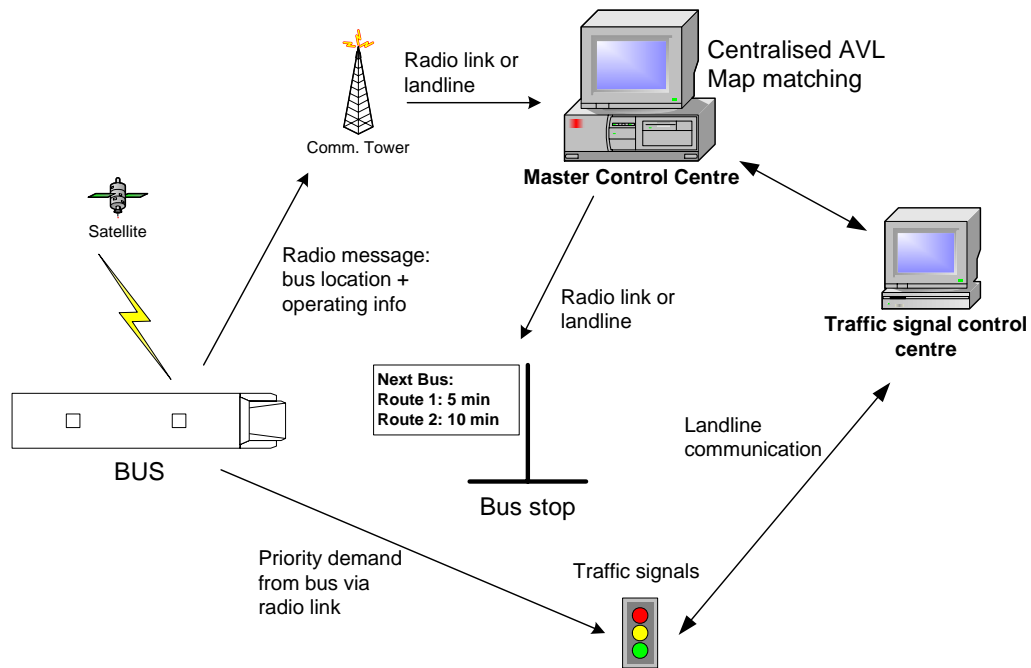 Radio link or
landline
Centralised AVL
Map matching
Comm. Tower
Master Control Centre
Satellite
Radio message:
bus location +
operating info
Radio link or
landline
Traffic signal control
centre
Next Bus:
Route 1: 5 min
Route 2: 10 min
Landline
communication
BUS
Bus stop
Priority demand
from bus via
radio link
Traffic signals